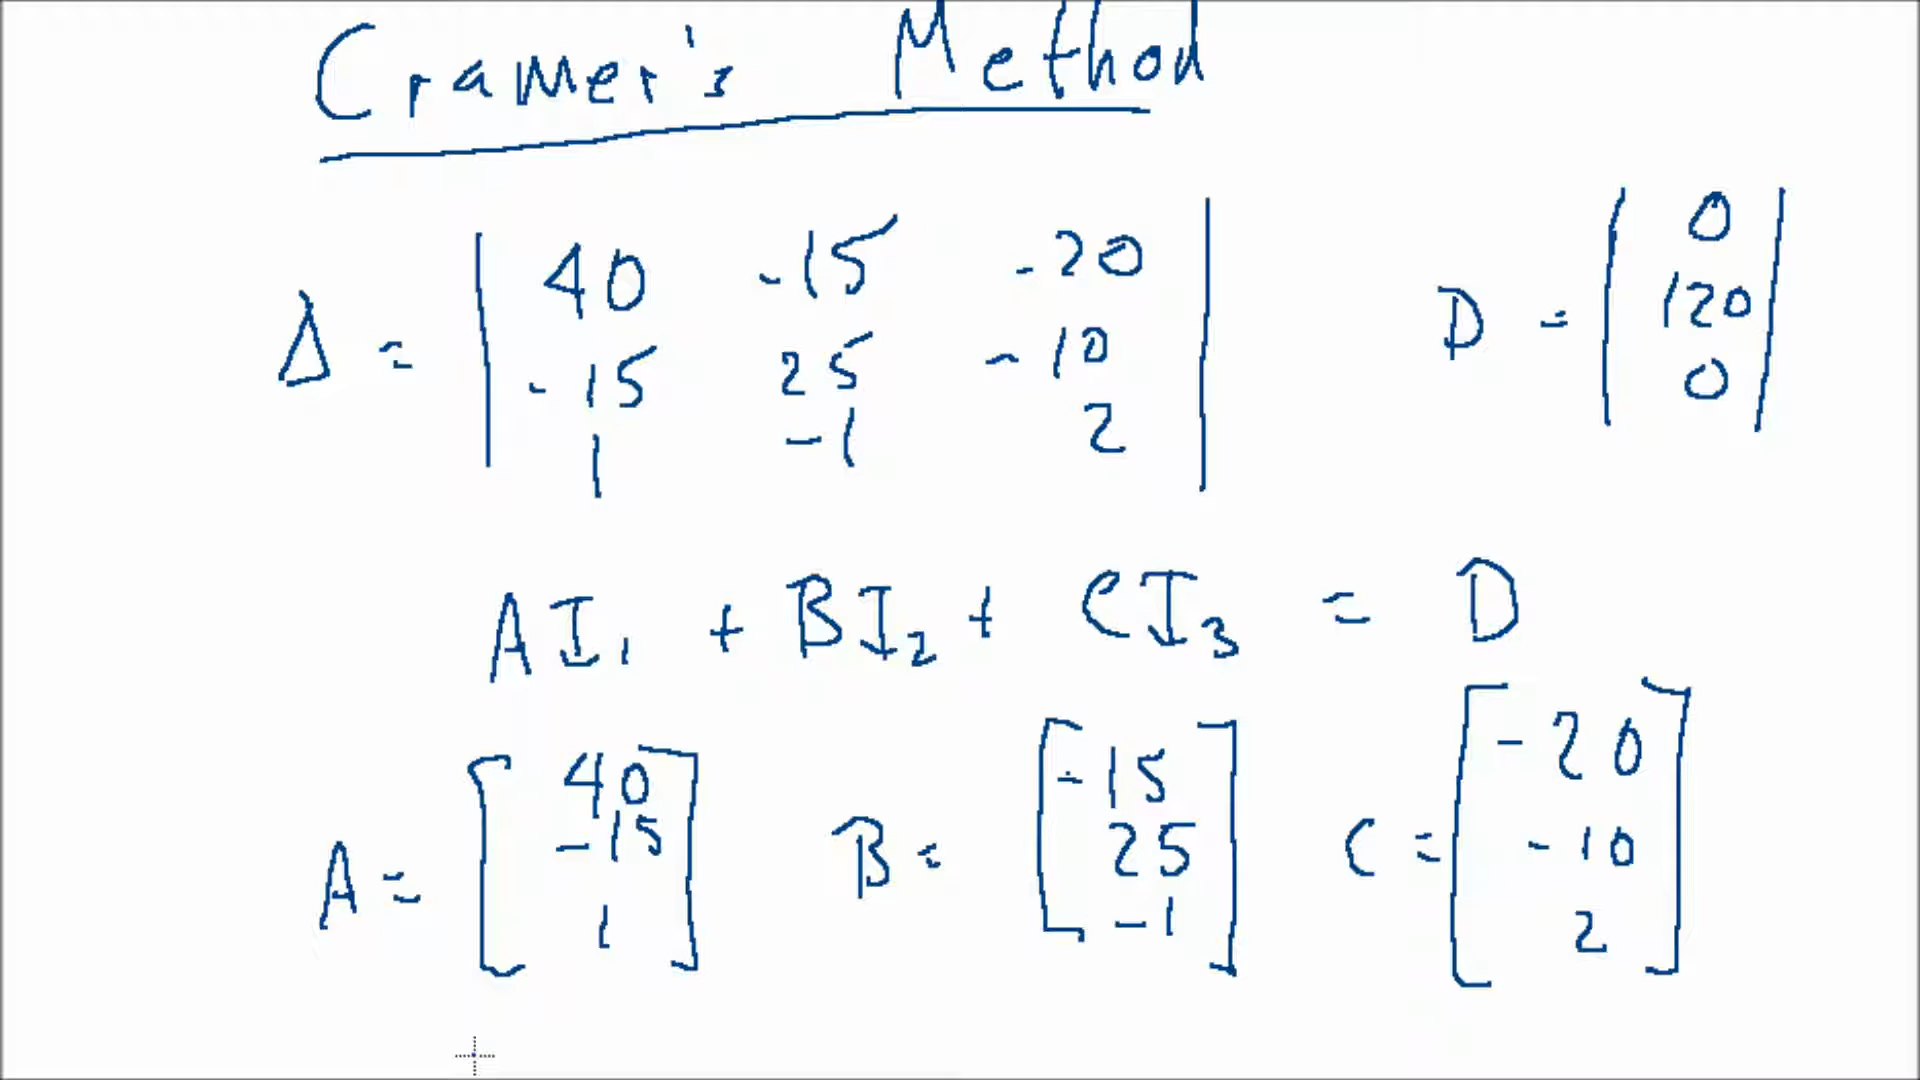 Cramer's Method
Δ = | 40 -15 -20 | D = | 0 |
| -15 25 -10 | | 120 |
| 1 -1 2 | | 0 |
AI₁ + BI₂ + CI₃ = D
A = [ 40 ] B = [ -15 ] C = [ -20 ]
[ -15 ] [ 25 ] [ -10 ]
[ 1 ] [ -1 ] [ 2 ]